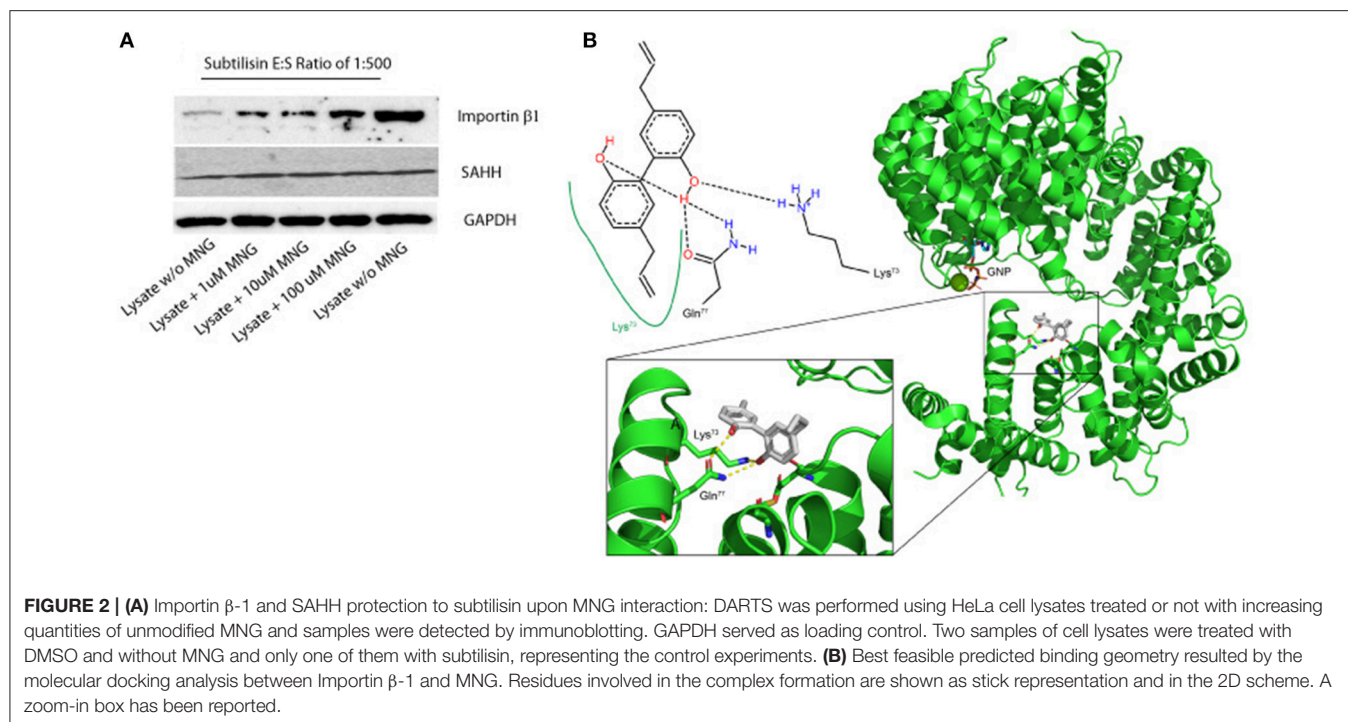 A
Subtilisin E:S Ratio of 1:500
Importin β1
SAHH
GAPDH
Lysate w/o MNG
Lysate + 1uM MNG
Lysate + 10uM MNG
Lysate + 100 uM MNG
Lysate w/o MNG
B
H
O
O
H
H
H
N+
H
Lys73
H
N
H
O
Gln77
Lys73
GNP
A
Lys73
Gln77
FIGURE 2 | (A) Importin β-1 and SAHH protection to subtilisin upon MNG interaction: DARTS was performed using HeLa cell lysates treated or not with increasing
quantities of unmodified MNG and samples were detected by immunoblotting. GAPDH served as loading control. Two samples of cell lysates were treated with
DMSO and without MNG and only one of them with subtilisin, representing the control experiments. (B) Best feasible predicted binding geometry resulted by the
molecular docking analysis between Importin β-1 and MNG. Residues involved in the complex formation are shown as stick representation and in the 2D scheme. A
zoom-in box has been reported.